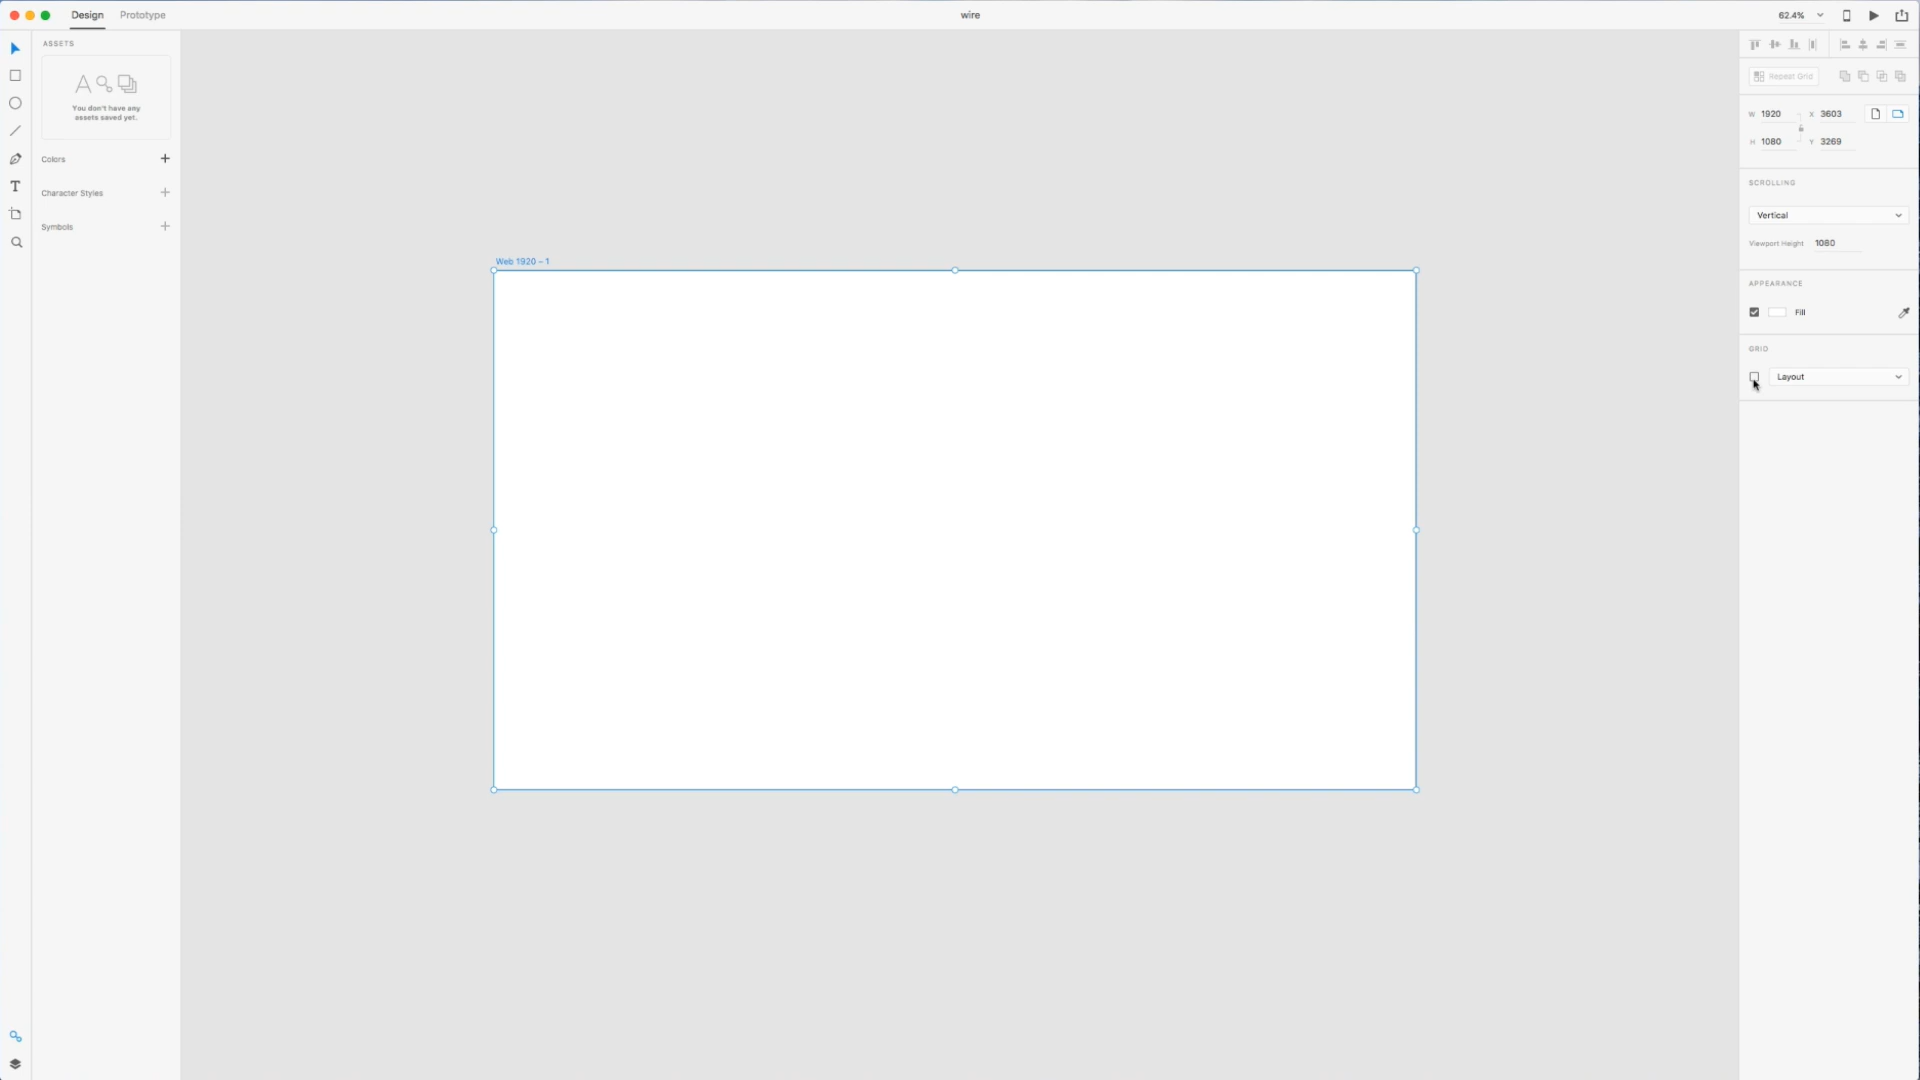 Design Prototype wire 62.4%
ASSETS
A
You don't have any
assets saved yet.
Colors
Character Styles
Symbols
Web 1920 – 1
Repeat Grid
W 1920 X 3603
H 1080 Y 3269
SCROLLING
Vertical
Viewport Height 1080
APPEARANCE
Fill
GRID
Layout
T